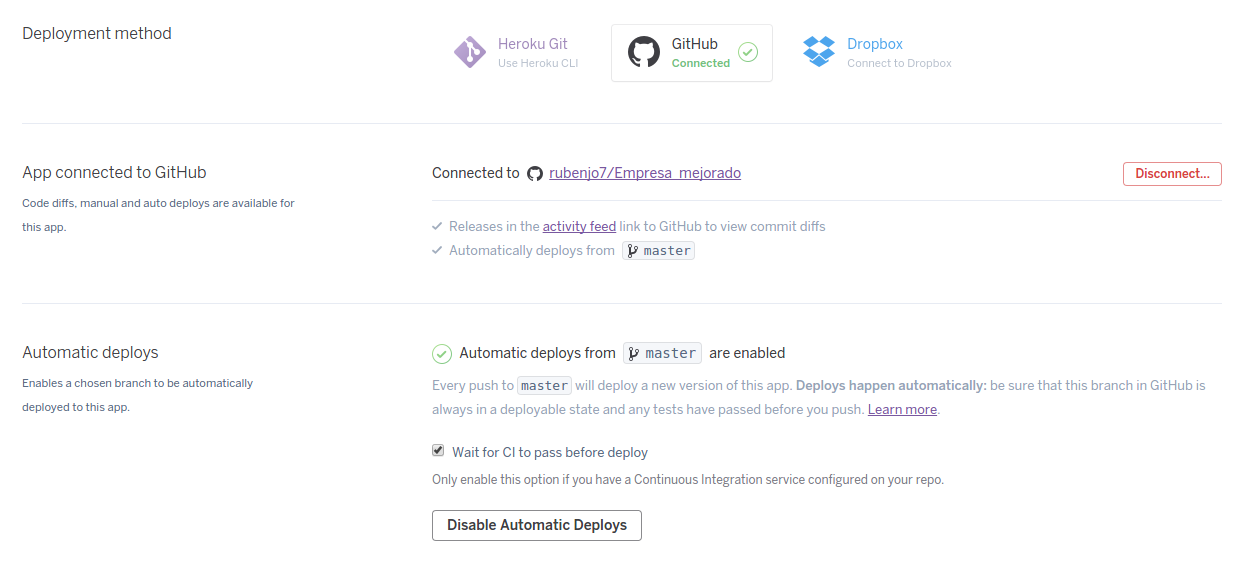 Deployment method
Heroku Git
Use Heroku CLI
GitHub
Connected
Dropbox
Connect to Dropbox
App connected to GitHub
Code diffs, manual and auto deploys are available for
this app.
Connected to rubenjo7/Empresa_mejorado
Disconnect...
Releases in the activity feed link to GitHub to view commit diffs
Automatically deploys from master
Automatic deploys
Enables a chosen branch to be automatically
deployed to this app.
Automatic deploys from master are enabled
Every push to master will deploy a new version of this app. Deploys happen automatically: be sure that this branch in GitHub is
always in a deployable state and any tests have passed before you push. Learn more.
Wait for CI to pass before deploy
Only enable this option if you have a Continuous Integration service configured on your repo.
Disable Automatic Deploys